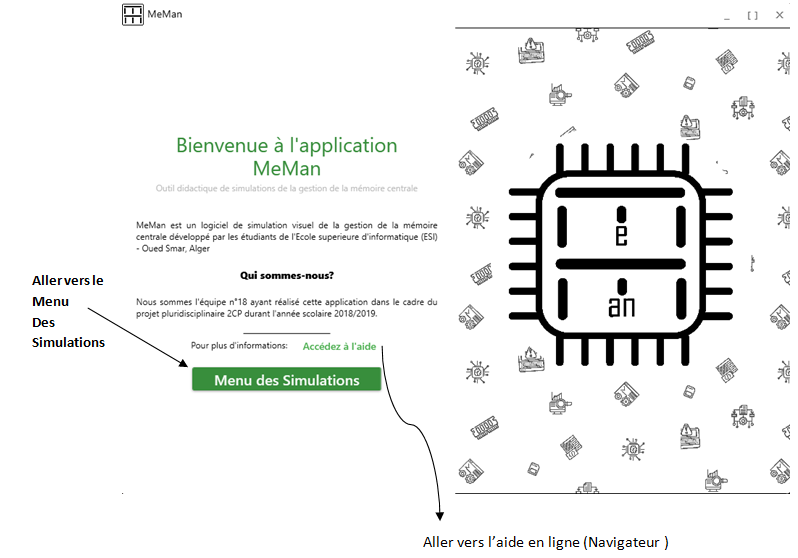 MeMan
Bienvenue à l'application
MeMan
Outil didactique de simulations de la gestion de la mémoire centrale
MeMan est un logiciel de simulation visuel de la gestion de la mémoire
centrale développé par les étudiants de l'Ecole superieure d'informatique (ESI)
- Oued Smar, Alger
Qui sommes-nous?
Nous sommes l'équipe n°18 ayant réalisé cette application dans le cadre du
projet pluridisciplinaire 2CP durant l'année scolaire 2018/2019.
Pour plus d'informations: Accédez à l'aide
Menu des Simulations
Aller vers le
Menu
Des
Simulations
e
an
Aller vers l'aide en ligne (Navigateur )